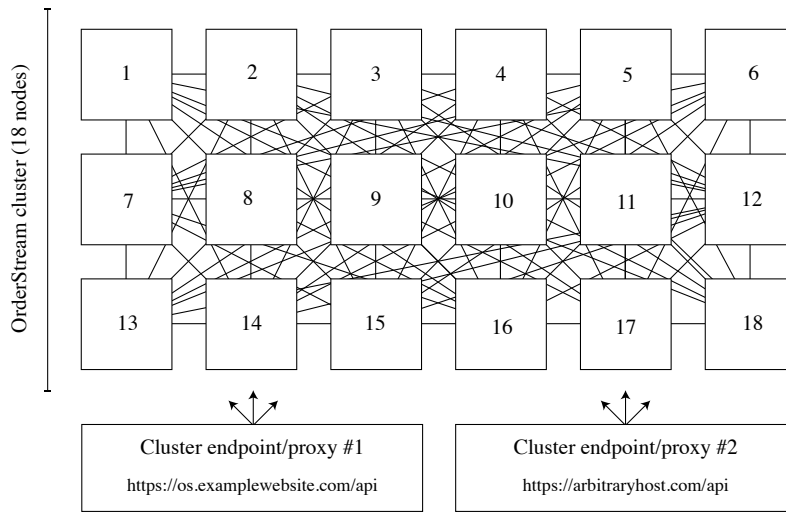 OrderStream cluster (18 nodes)
1 2 3 4 5 6
7 8 9 10 11 12
13 14 15 16 17 18
Cluster endpoint/proxy #1
https://os.examplewebsite.com/api
Cluster endpoint/proxy #2
https://arbitraryhost.com/api